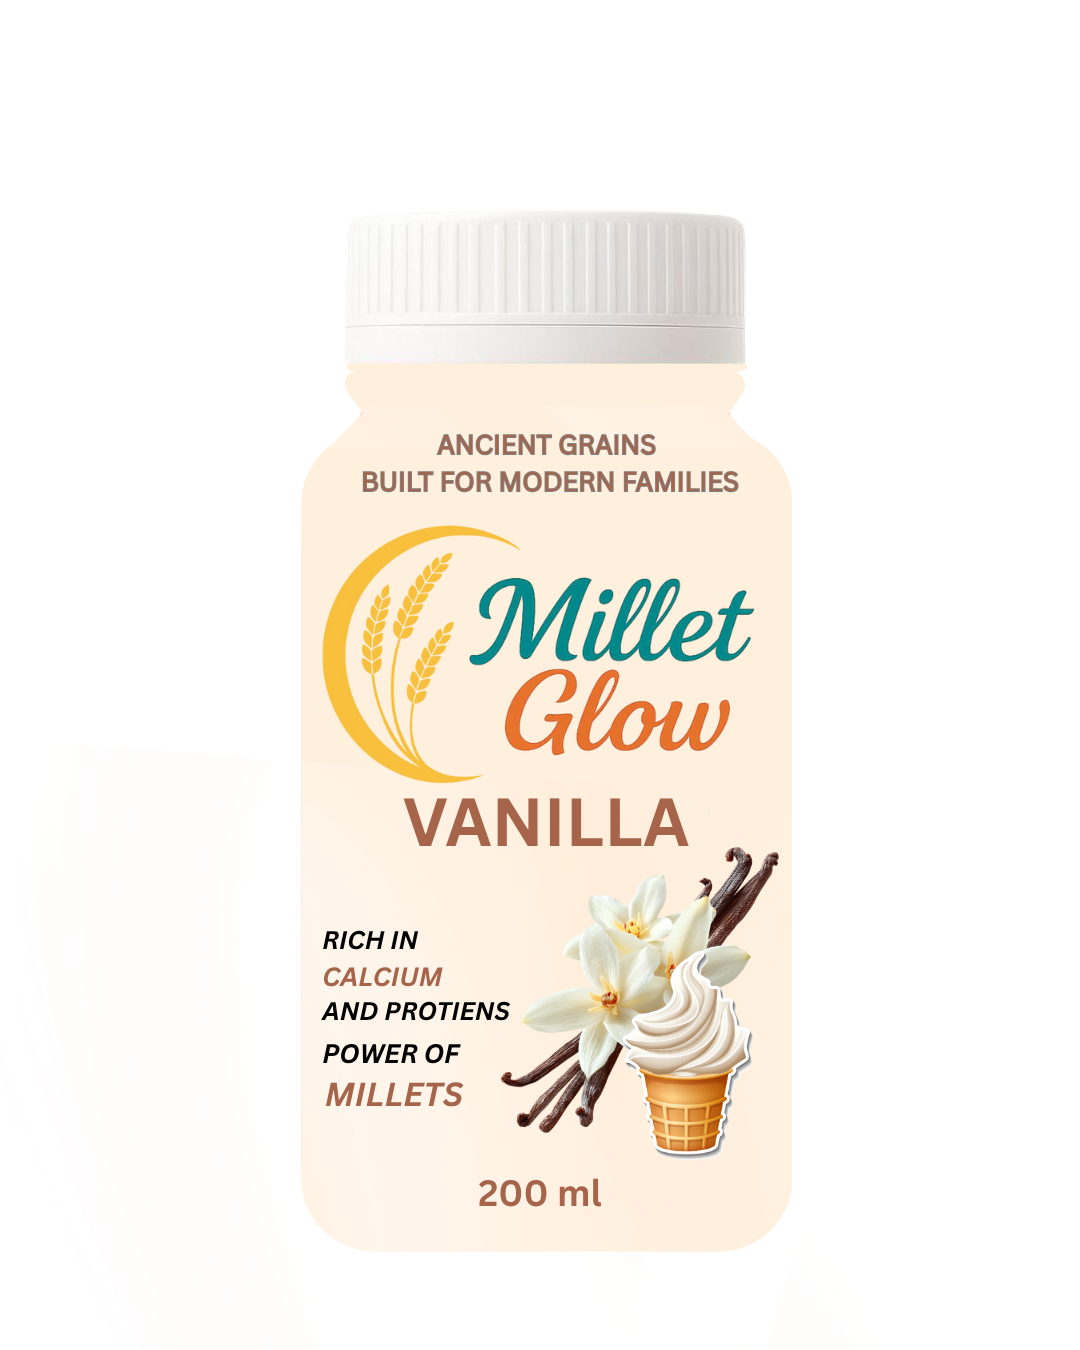 ANCIENT GRAINS
BUILT FOR MODERN FAMILIES
Millet
Glow
VANILLA
RICH IN
CALCIUM
AND PROTIENS
POWER OF
MILLETS
200 ml